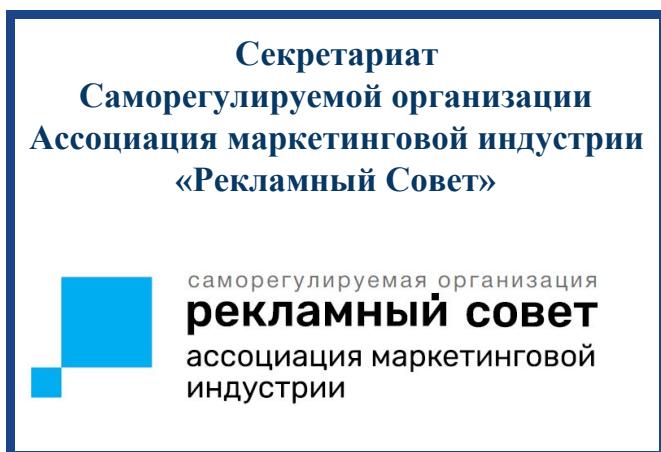 Секретариат
Саморегулируемой организации
Ассоциация маркетинговой индустрии
«Рекламный Совет»
саморегулируемая организация
рекламный совет
ассоциация маркетинговой
индустрии